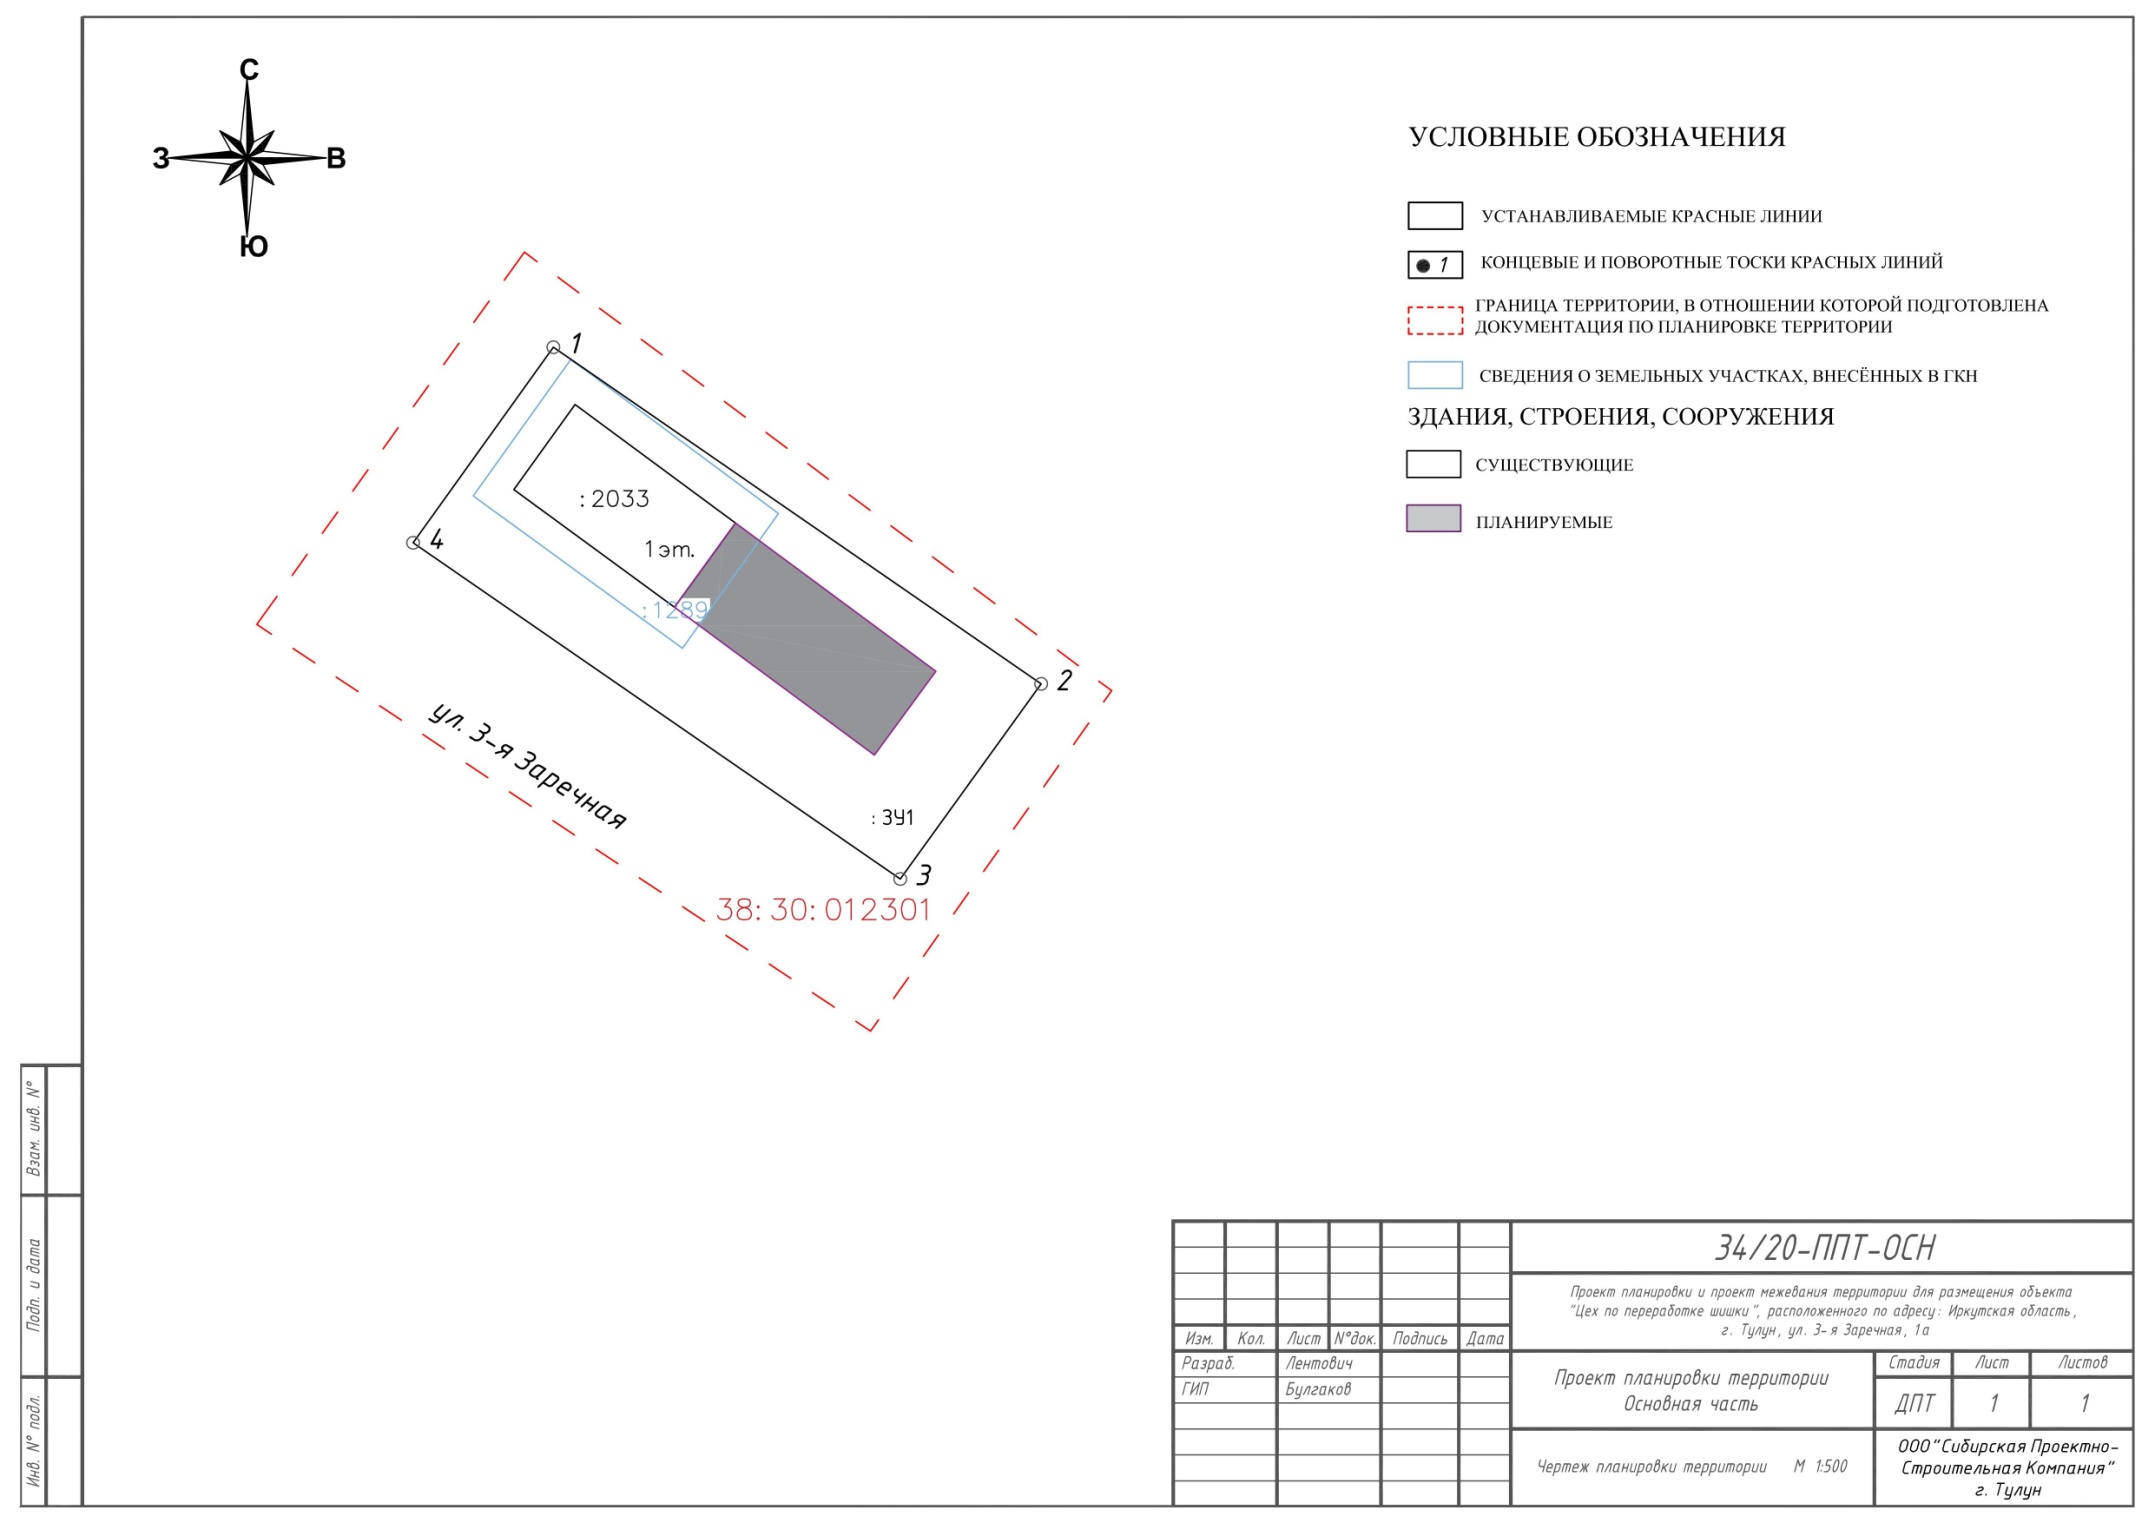 С
З
В
Ю
УСЛОВНЫЕ ОБОЗНАЧЕНИЯ
УСТАНАВЛИВАЕМЫЕ КРАСНЫЕ ЛИНИИ
1
КОНЦЕВЫЕ И ПОВОРОТНЫЕ ТОСКИ КРАСНЫХ ЛИНИЙ
ГРАНИЦА ТЕРРИТОРИИ, В ОТНОШЕНИИ КОТОРОЙ ПОДГОТОВЛЕНА
ДОКУМЕНТАЦИЯ ПО ПЛАНИРОВКЕ ТЕРРИТОРИИ
СВЕДЕНИЯ О ЗЕМЕЛЬНЫХ УЧАСТКАХ, ВНЕСЁННЫХ В ГКН
ЗДАНИЯ, СТРОЕНИЯ, СООРУЖЕНИЯ
СУЩЕСТВУЮЩИЕ
ПЛАНИРУЕМЫЕ
1
:2033
4
1 эт.
:1289
2
ул. 3-я Заречная
:ЗУ1
3
38:30:012301
Взам. инв. N°
Подп. и дата
Инв. N° подл.
34/20-ППТ-ОСН
Проект планировки и проект межевания территории для размещения объекта
"Цех по переработке шишки", расположенного по адресу: Иркутская область,
г. Тулун, ул. 3-я Заречная, 1а
Изм. Кол. Лист N°док. Подпись Дата
Разраб. Лентович
ГИП Булгаков
Проект планировки территории
Основная часть
Стадия Лист Листов
ДПТ 1 1
Чертеж планировки территории М 1:500
ООО"Сибирская Проектно-
Строительная Компания"
г. Тулун